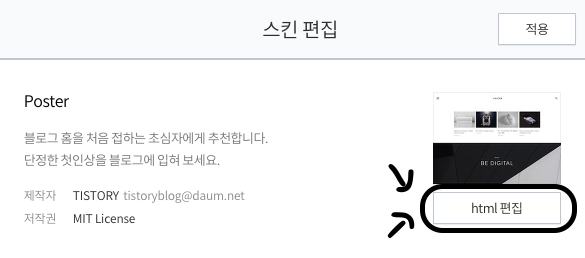 스킨 편집
적용
Poster
블로그 홈을 처음 접하는 초심자에게 추천합니다.
단정한 첫인상을 블로그에 입혀 보세요.
제작자 TISTORY tistoryblog@daum.net
저작권 MIT License
BE DIGITAL
html 편집